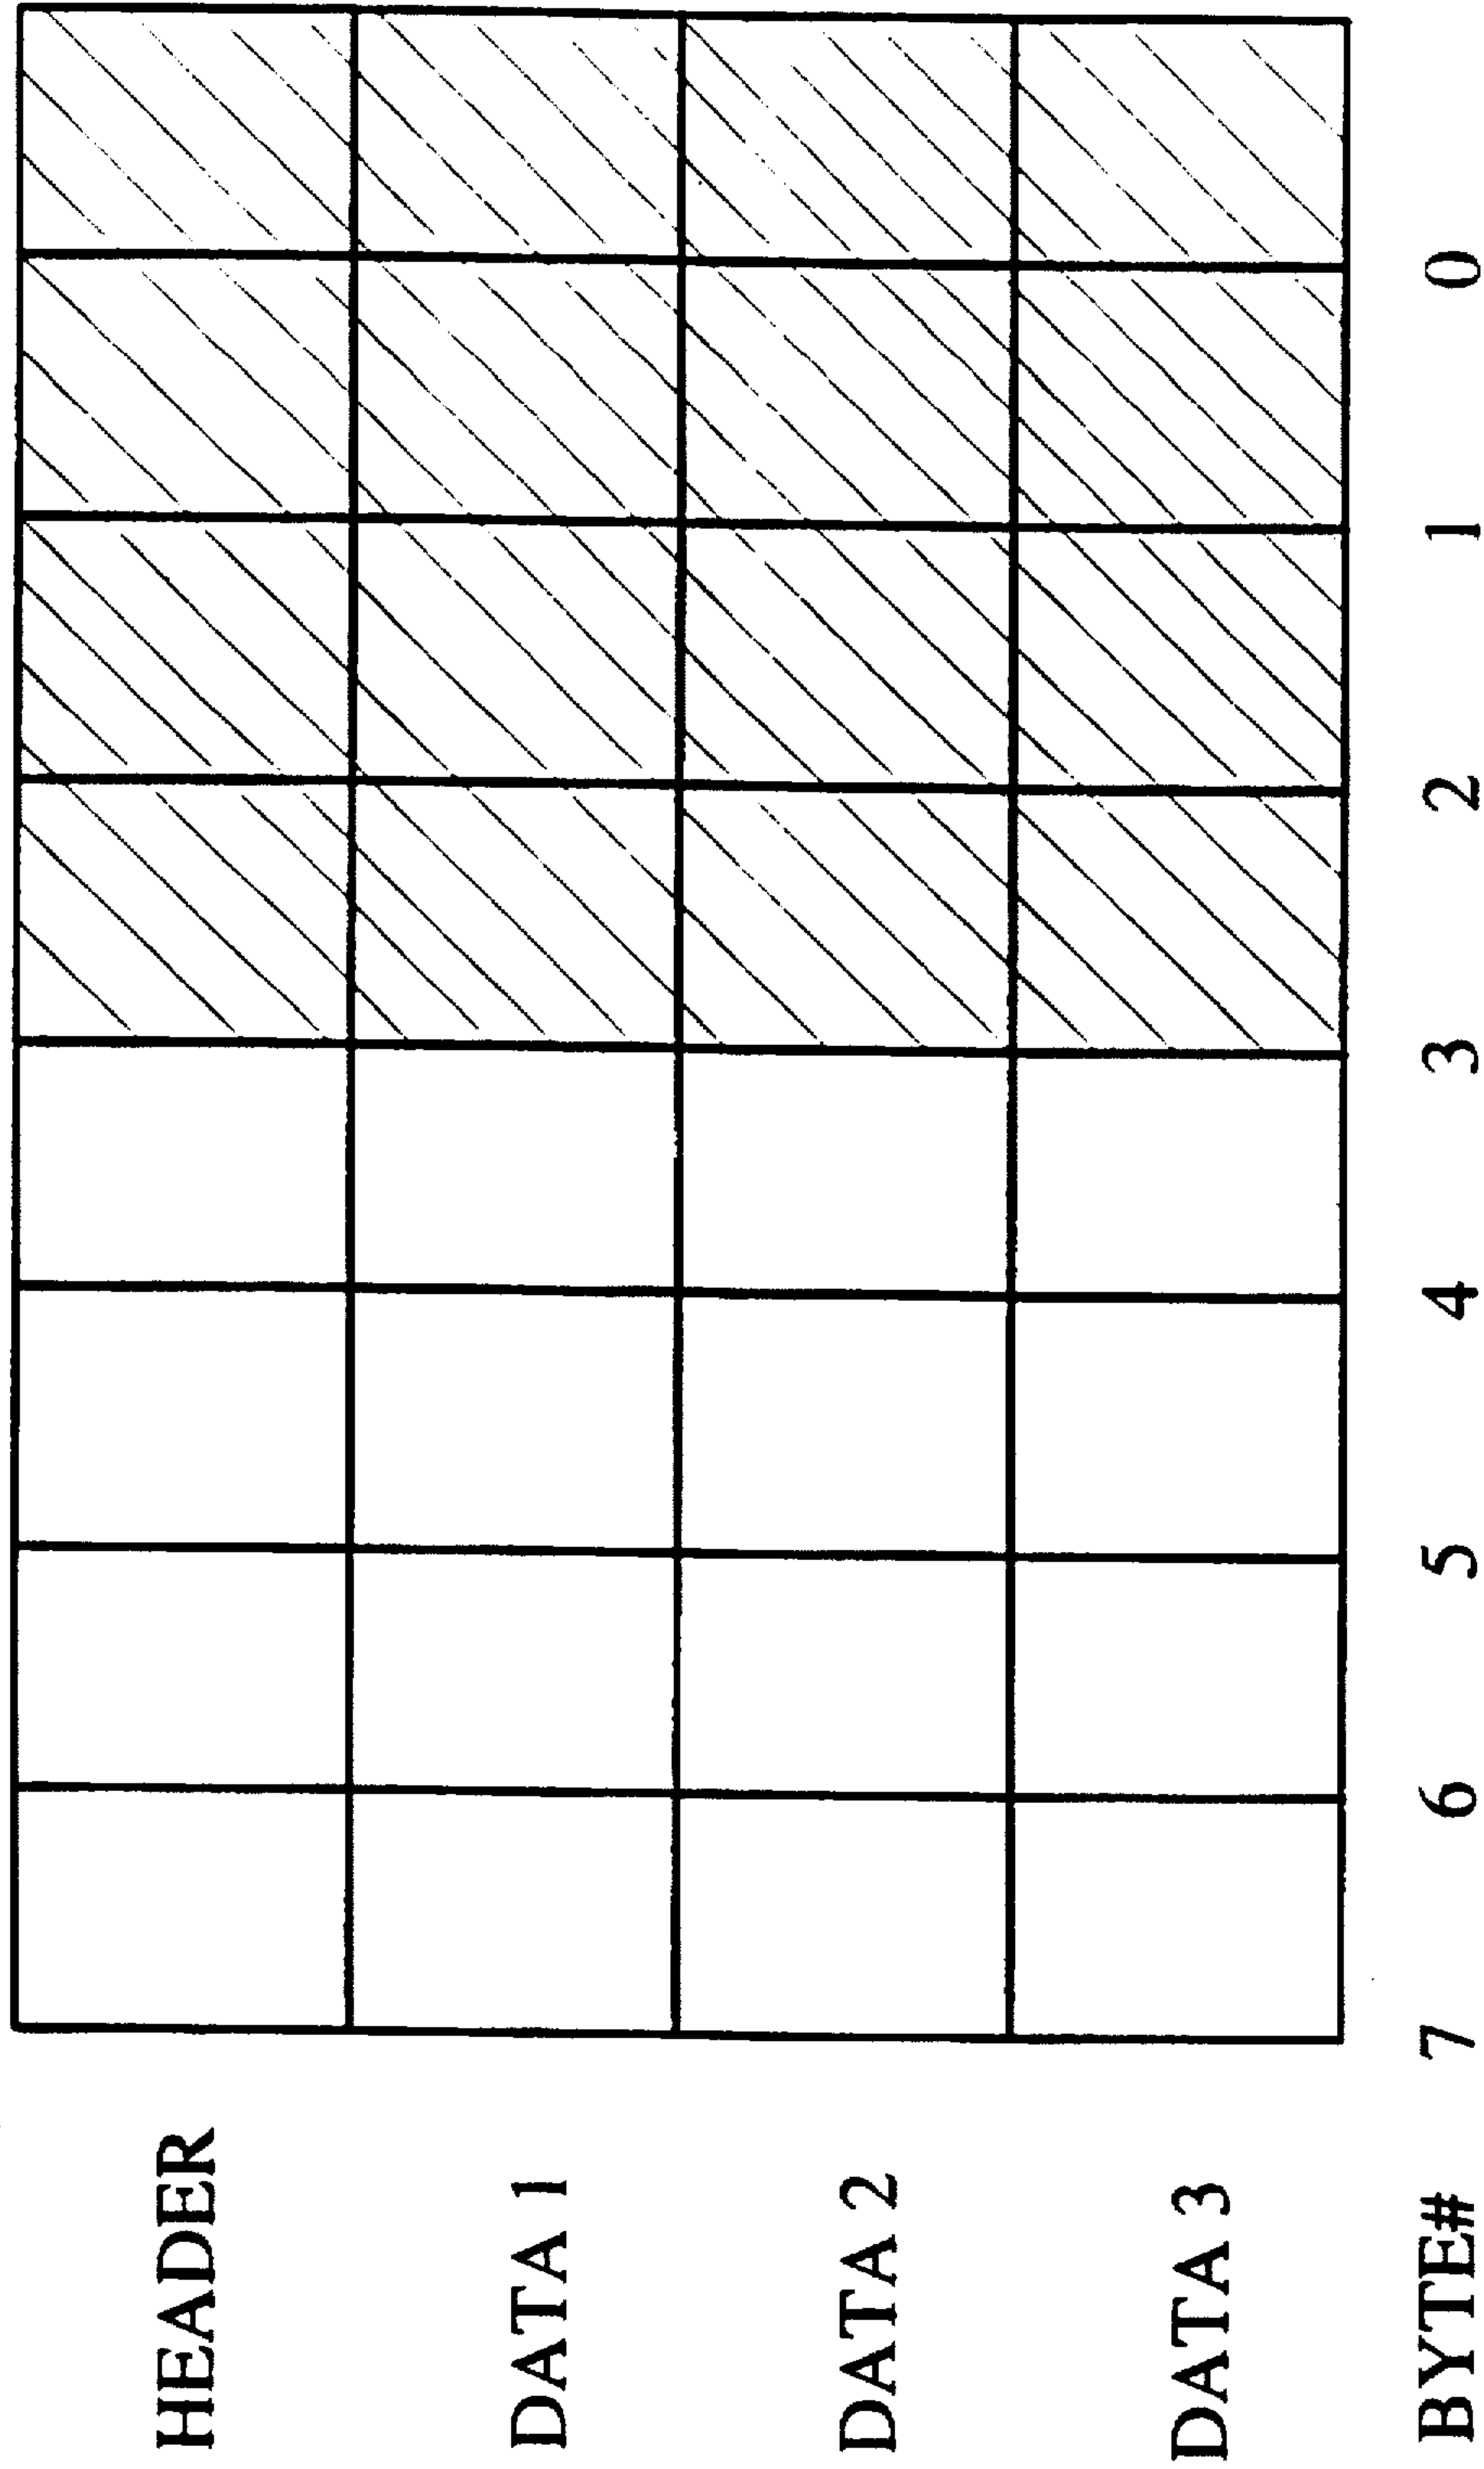 HEADER
DATA 1
DATA 2
DATA 3
BYTE# 7 6 5 4 3 2 1 0